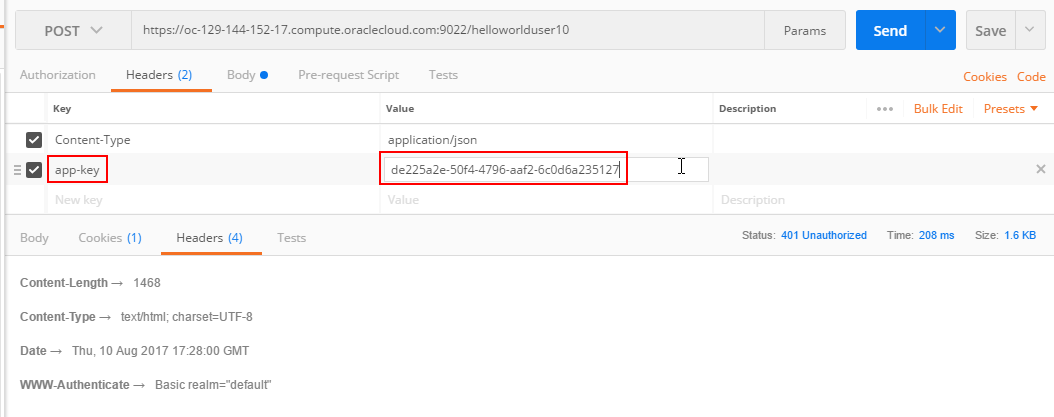 POST https://oc-129-144-152-17.compute.oraclecloud.com:9022/helloworlduser10 Params Send Save
Authorization Headers (2) Body Pre-request Script Tests Cookies Code
Key Value Description Bulk Edit Presets
Content-Type application/json
app-key de225a2e-50f4-4796-aaf2-6c0d6a235127
New key Value Description
Body Cookies (1) Headers (4) Tests Status: 401 Unauthorized Time: 208 ms Size: 1.6 KB
Content-Length → 1468
Content-Type → text/html; charset=UTF-8
Date → Thu, 10 Aug 2017 17:28:00 GMT
WWW-Authenticate → Basic realm="default"